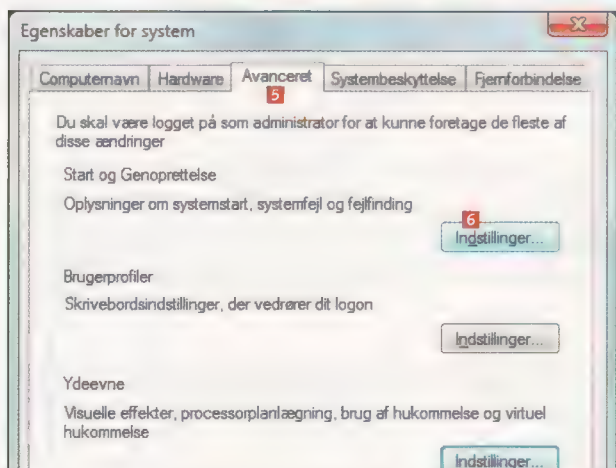 Egenskaber for system
Computernavn Hardware Avanceret Systembeskyttelse Fjernforbindelse
5
Du skal være logget på som administrator for at kunne foretage de fleste af
disse ændringer
Start og Genoprettelse
Oplysninger om systemstart, systemfejl og fejlfinding
6
Indstillinger...
Brugerprofiler
Skrivebordsindstillinger, der vedrører dit logon
Indstillinger...
Ydeevne
Visuelle effekter, processorplanlægning, brug af hukommelse og virtuel
hukommelse
Indstillinger...